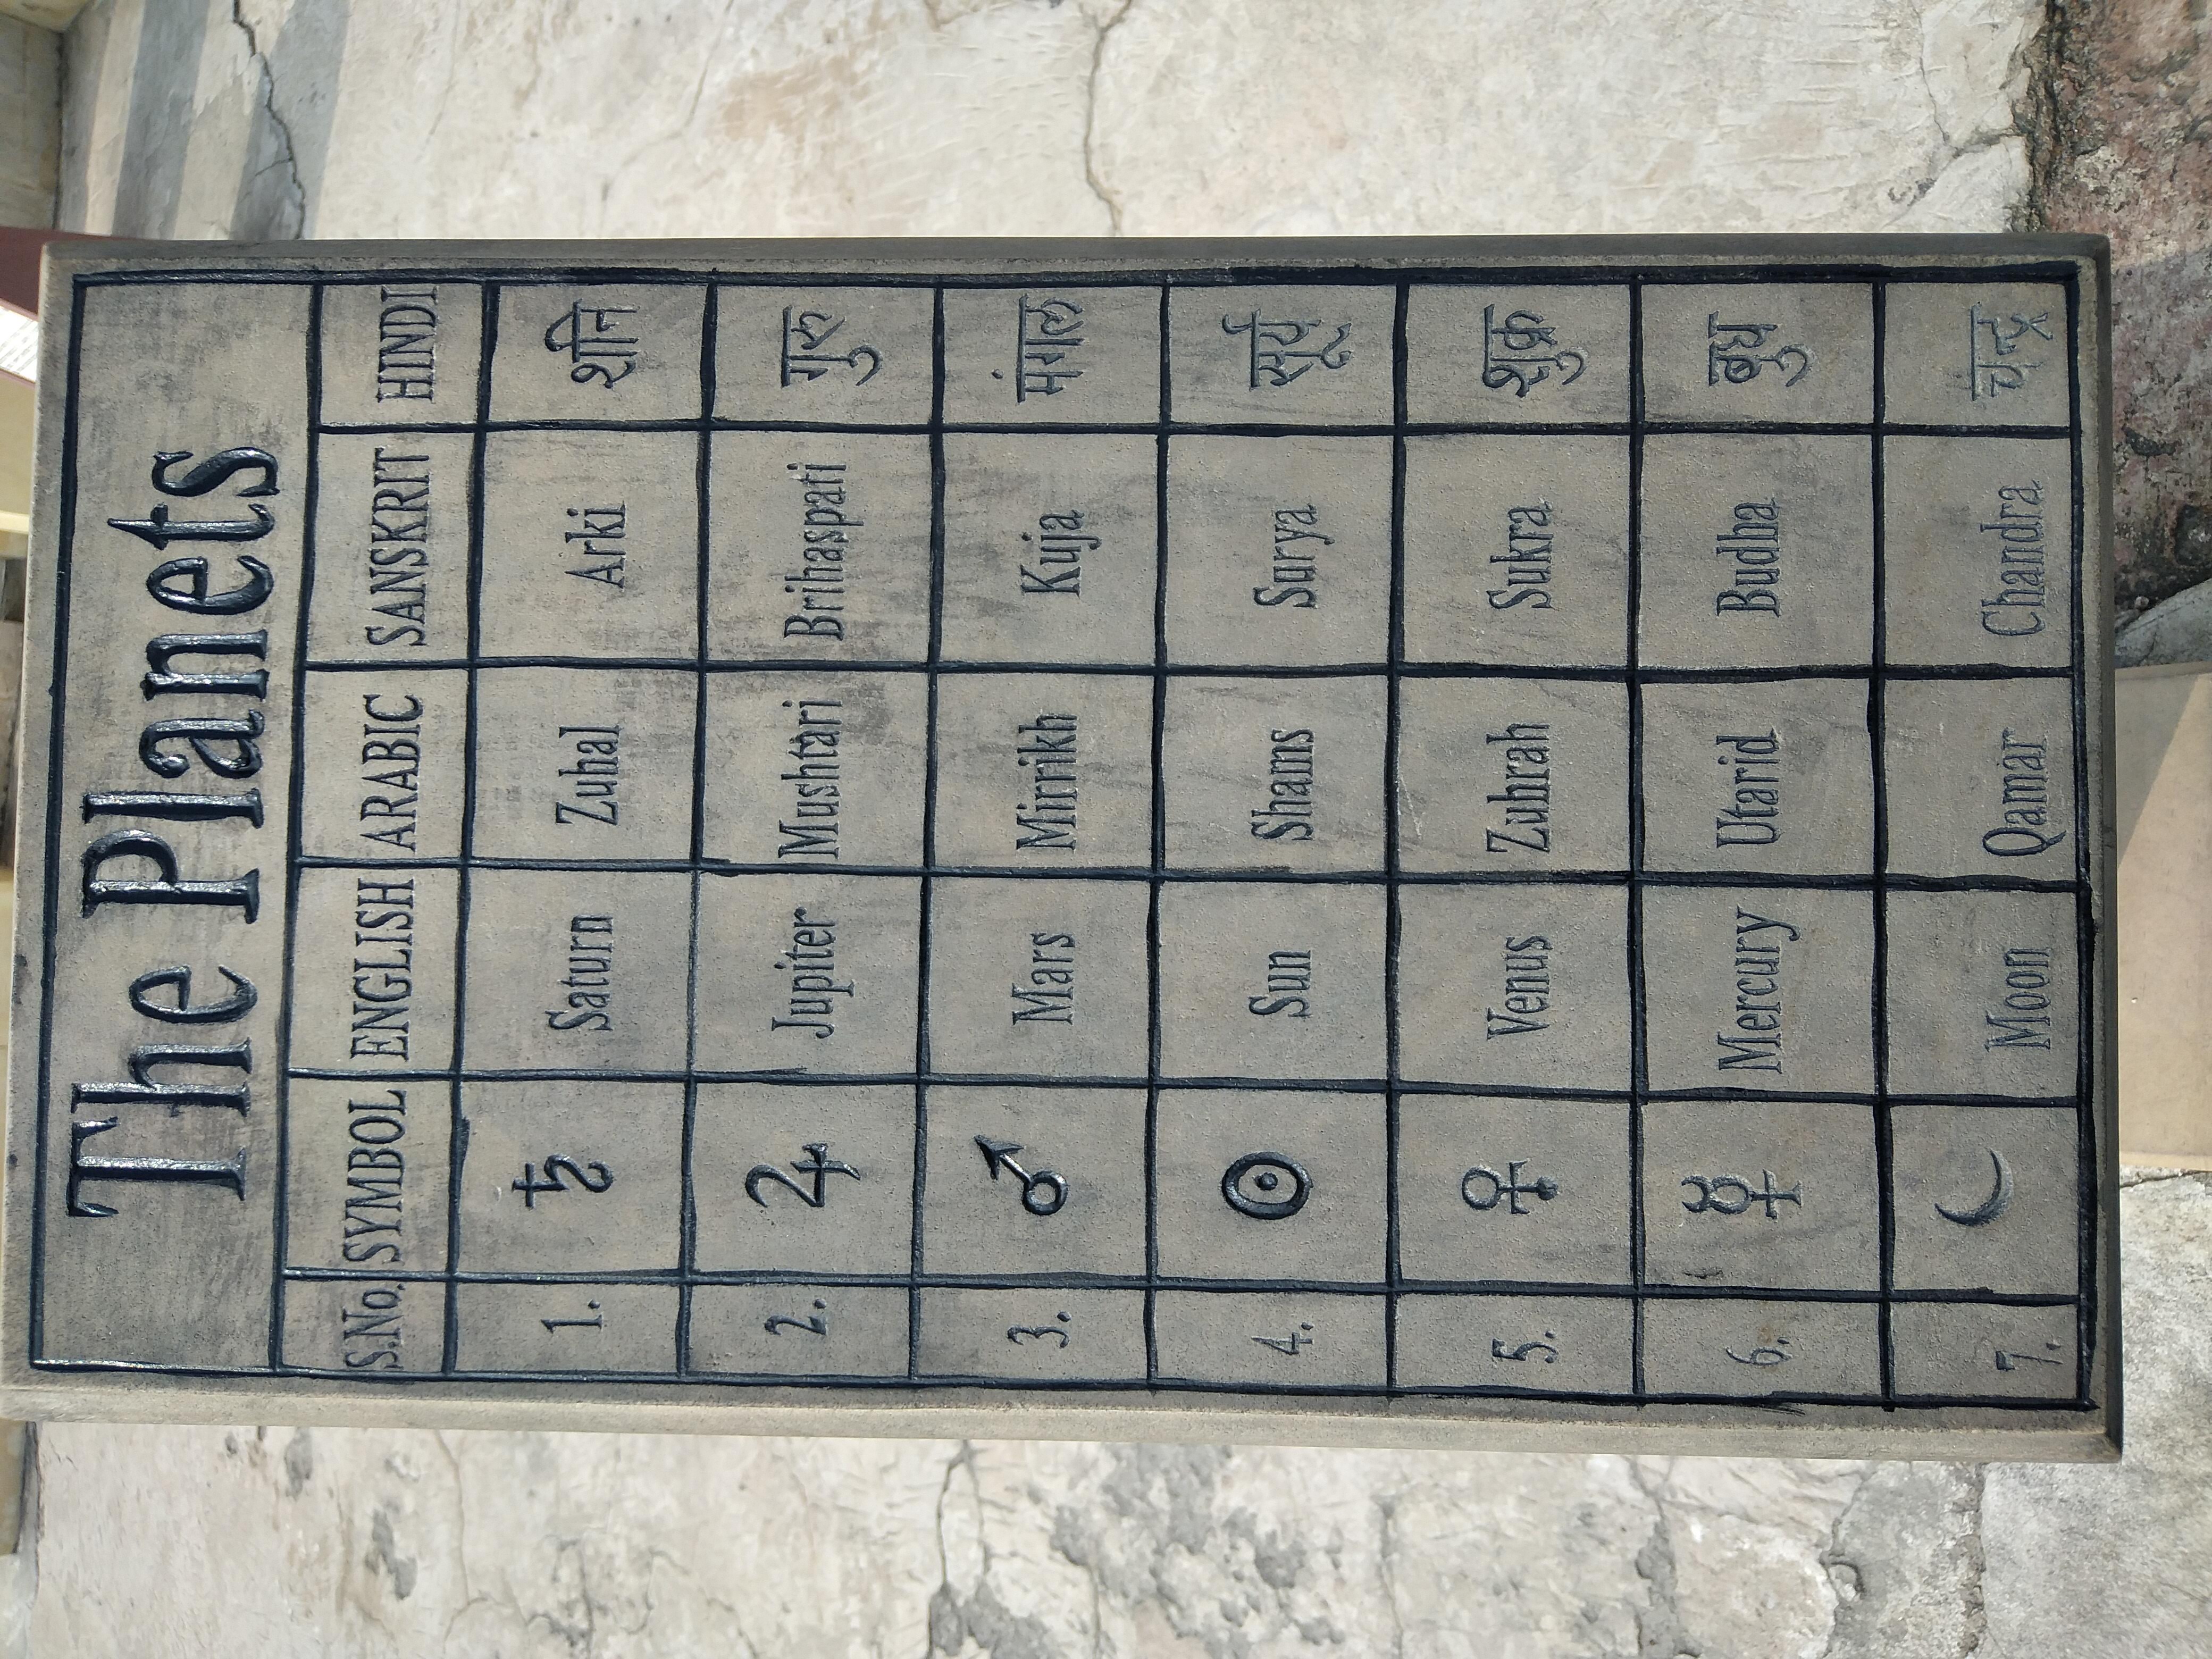 The Planets
S.No. SYMBOL ENGLISH ARABIC SANSKRIT HINDI
1. ♄ Saturn Zuhal Arki शनि
2. ♃ Jupiter Mushtari Brihaspati गुरु
3. ♂ Mars Mirrikh Kuja मंगल
4. ☉ Sun Shams Surya सूर्य
5. ♀ Venus Zuhrah Sukra शुक्र
6. ☿ Mercury Utarid Budha बुध
7. ☾ Moon Qamar Chandra चन्द्र